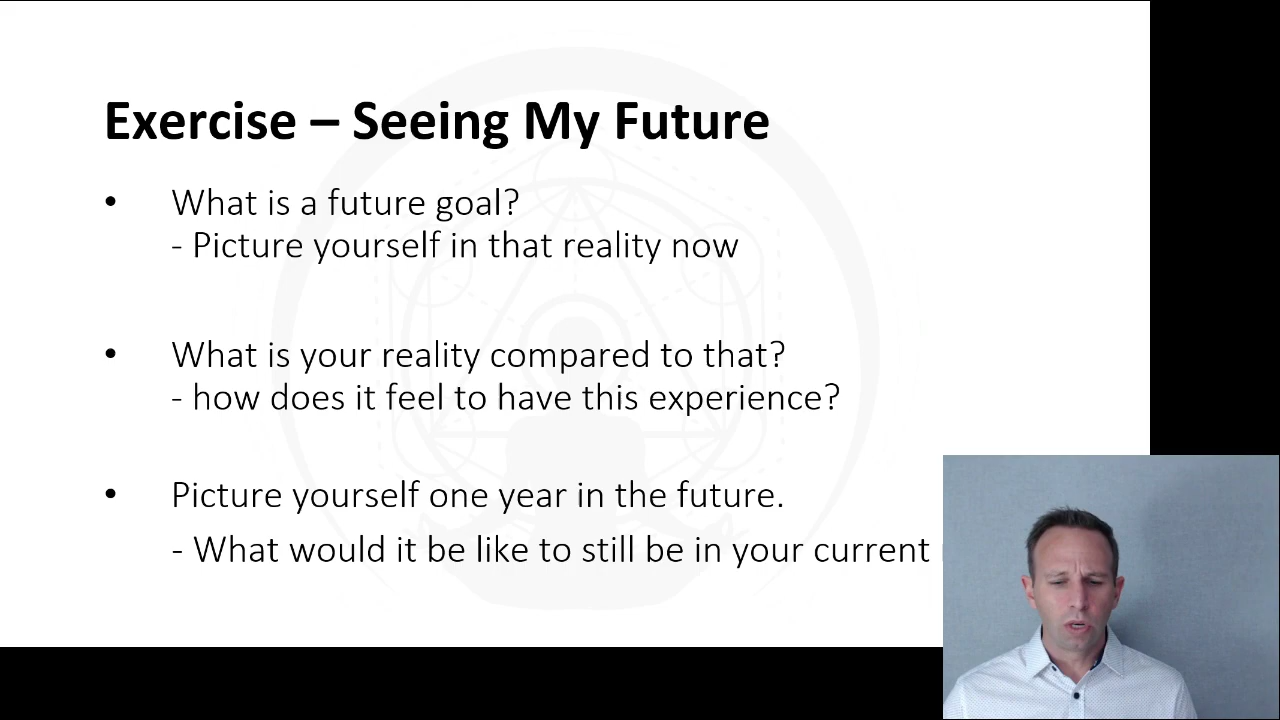 Exercise – Seeing My Future
• What is a future goal?
- Picture yourself in that reality now
• What is your reality compared to that?
- how does it feel to have this experience?
• Picture yourself one year in the future.
- What would it be like to still be in your current